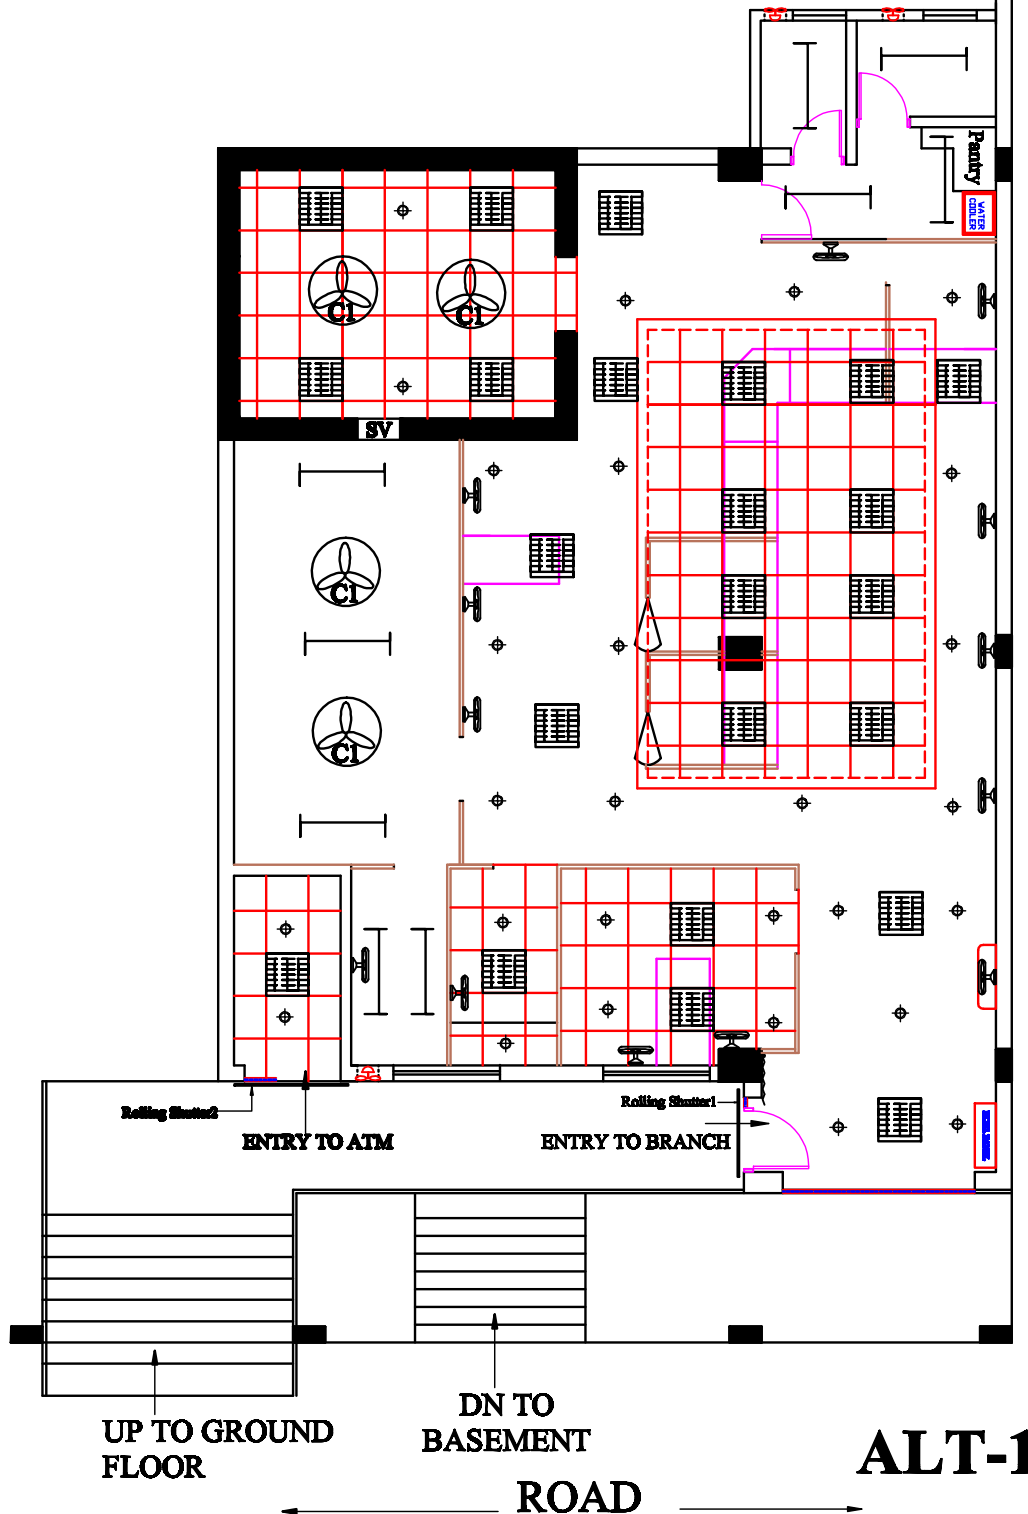 Pantry
WATER
COOLER
C1
C1
SV
C1
C1
Rolling Shutter2
Rolling Shutter1
ENTRY TO ATM
ENTRY TO BRANCH
UP TO GROUND
FLOOR
DN TO
BASEMENT
ALT-1
ROAD